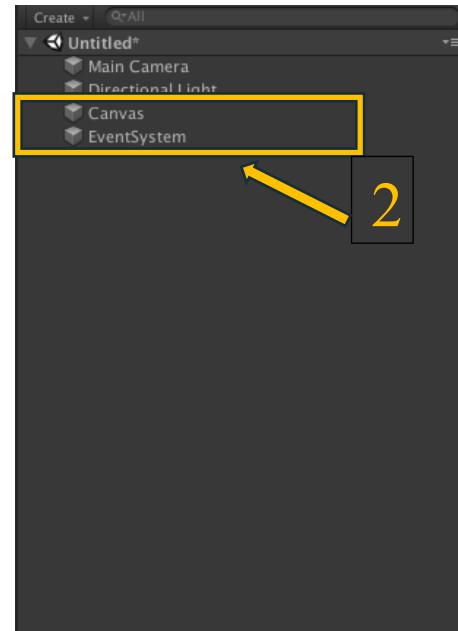 Create
All
Untitled*
Main Camera
Directional Light
Canvas
EventSystem
2